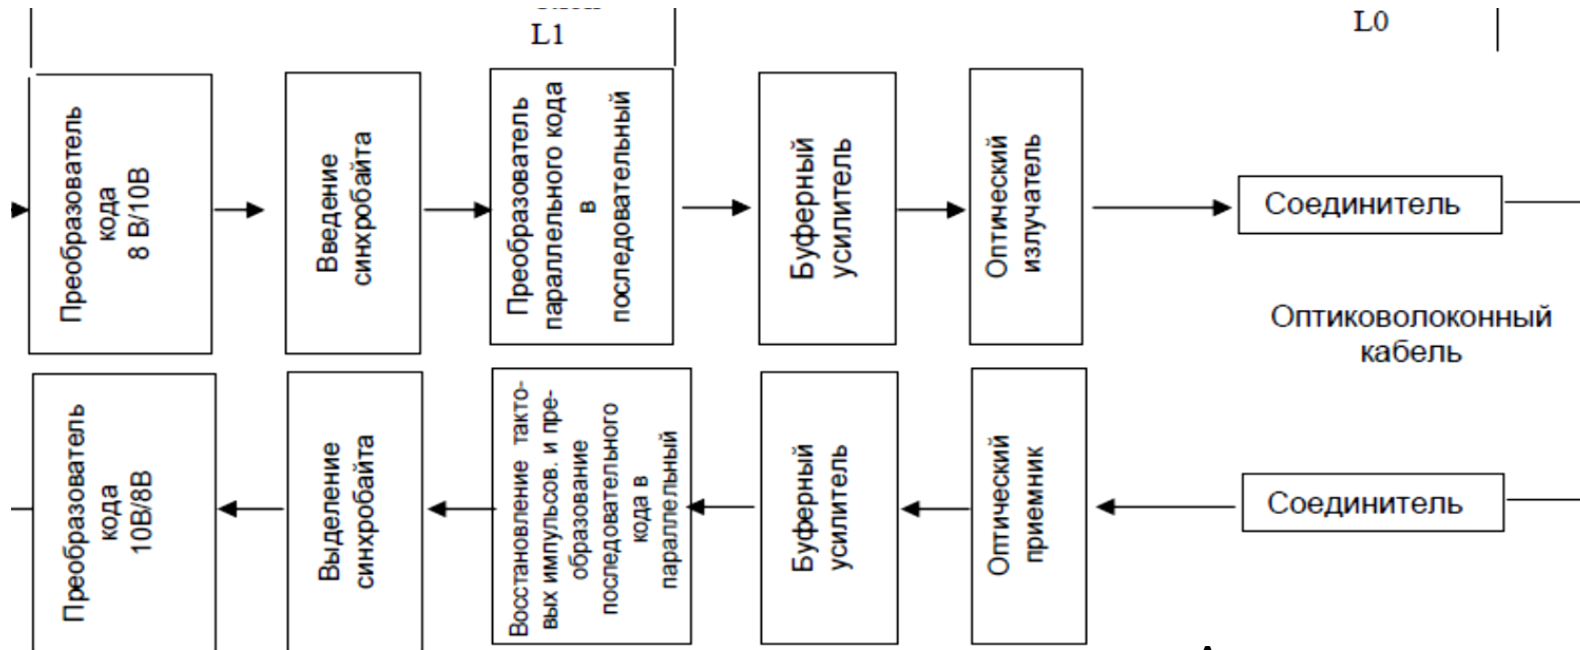 L1
L0
Преобразователь
кода
8 В/10В
Введение
синхробайта
Преобразователь
параллельного кода
в
последовательный
Буферный
усилитель
Оптический
излучатель
Соединитель
Оптиковолоконный
кабель
Преобразователь
кода
10В/8В
Выделение
синхробайта
Восстановление такто-
вых импульсов. и пре-
образование
последовательного
кода в
параллельный
Буферный
усилитель
Оптический
приемник
Соединитель